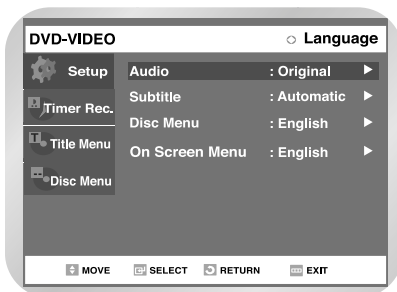 DVD-VIDEO Language
Setup Audio : Original ►
Subtitle : Automatic ►
Timer Rec.
Disc Menu : English ►
Title Menu On Screen Menu : English ►
Disc Menu
MOVE SELECT RETURN EXIT